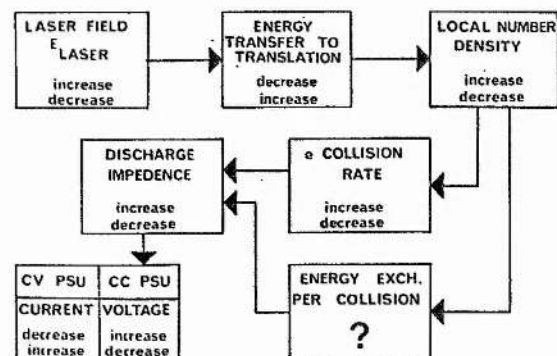 LASER FIELD
E LASER
increase
decrease
ENERGY
TRANSFER TO
TRANSLATION
decrease
increase
LOCAL NUMBER
DENSITY
increase
decrease
DISCHARGE
IMPEDENCE
increase
decrease
e COLLISION
RATE
increase
decrease
CV PSU CC PSU
CURRENT VOLTAGE
decrease increase
increase decrease
ENERGY EXCH.
PER COLLISION
?